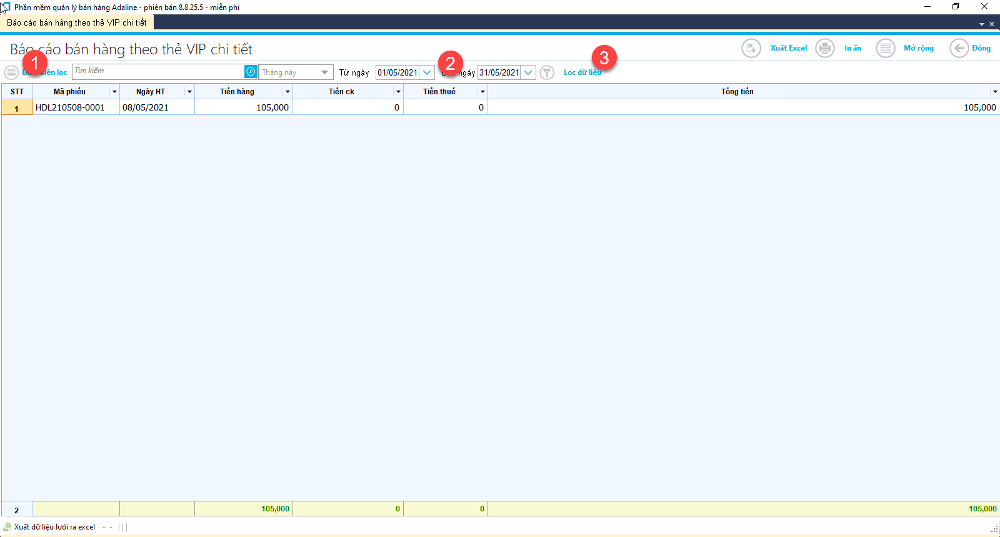 Phần mềm quản lý bán hàng Adaline - phiên bản 8.8.25.5 - miễn phí
Báo cáo bán hàng theo thẻ VIP chi tiết
Báo cáo bán hàng theo thẻ VIP chi tiết
Xuất Excel In ấn Mở rộng Đóng
1 2 3
kiện lọc Tìm kiếm Tháng này Từ ngày 01/05/2021 ngày 31/05/2021 Lọc dữ liệu
STT Mã phiếu Ngày HT Tiền hàng Tiền ck Tiền thuế Tổng tiền
1 HDL210508-0001 08/05/2021 105,000 0 0 105,000
2 105,000 0 0 105,000
Xuất dữ liệu lưới ra excel - -